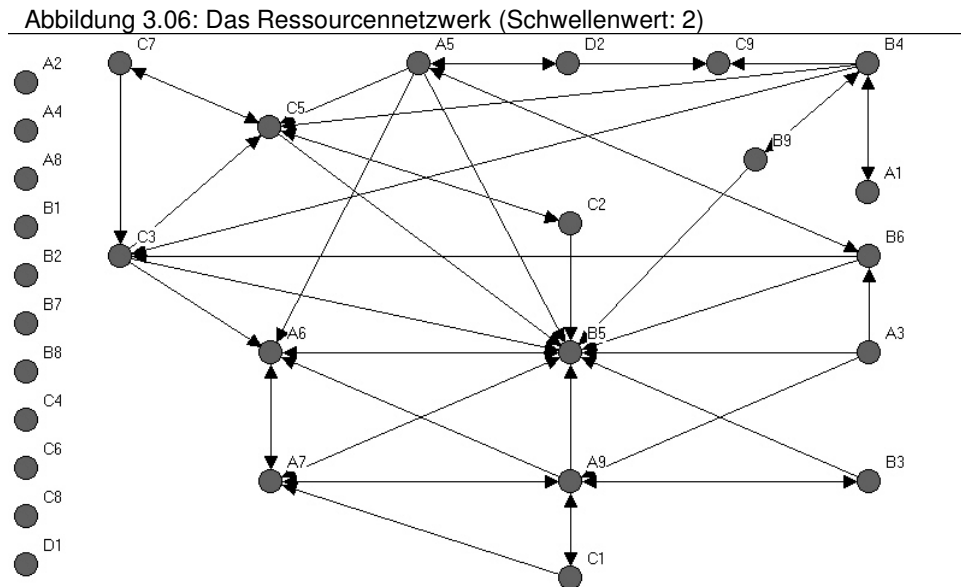 Abbildung 3.06: Das Ressourcennetzwerk (Schwellenwert: 2)
C7 A5 D2 C9 B4
A2
C5
A4
B9
A8 A1
C2
B1
C3 B6
B2
B7
A6 B5 A3
B8
C4
C6 A7 A9 B3
C8
D1
C1